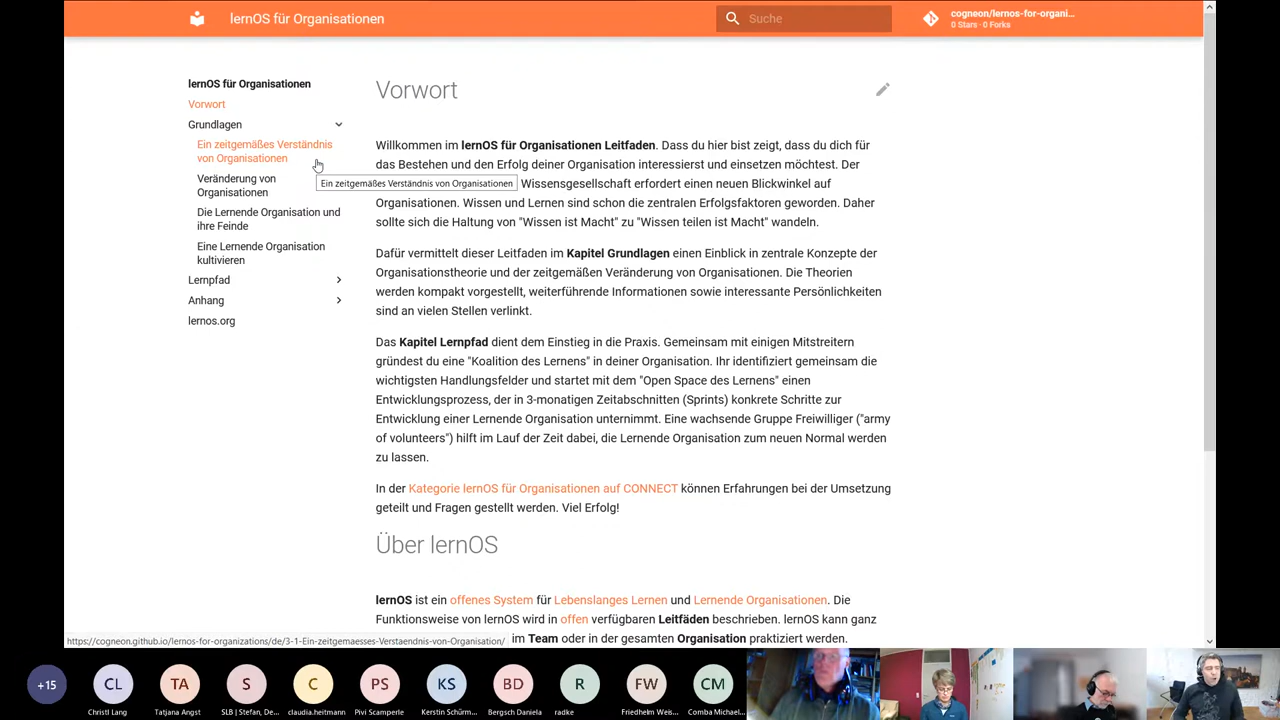 lernOS für Organisationen
Suche
cogneon/lernos-for-organi...
0 Stars · 0 Forks
lernOS für Organisationen
Vorwort
Grundlagen
Ein zeitgemäßes Verständnis
von Organisationen
Veränderung von
Organisationen
Die Lernende Organisation und
ihre Feinde
Eine Lernende Organisation
kultivieren
Lernpfad
Anhang
lernos.org
Ein zeitgemäßes Verständnis von Organisationen
Vorwort
Willkommen im lernOS für Organisationen Leitfaden. Dass du hier bist zeigt, dass du dich für
das Bestehen und den Erfolg deiner Organisation interessierst und einsetzen möchtest. Der
Wissensgesellschaft erfordert einen neuen Blickwinkel auf
Organisationen. Wissen und Lernen sind schon die zentralen Erfolgsfaktoren geworden. Daher
sollte sich die Haltung von "Wissen ist Macht" zu "Wissen teilen ist Macht" wandeln.
Dafür vermittelt dieser Leitfaden im Kapitel Grundlagen einen Einblick in zentrale Konzepte der
Organisationstheorie und der zeitgemäßen Veränderung von Organisationen. Die Theorien
werden kompakt vorgestellt, weiterführende Informationen sowie interessante Persönlichkeiten
sind an vielen Stellen verlinkt.
Das Kapitel Lernpfad dient dem Einstieg in die Praxis. Gemeinsam mit einigen Mitstreitern
gründest du eine "Koalition des Lernens" in deiner Organisation. Ihr identifiziert gemeinsam die
wichtigsten Handlungsfelder und startet mit dem "Open Space des Lernens" einen
Entwicklungsprozess, der in 3-monatigen Zeitabschnitten (Sprints) konkrete Schritte zur
Entwicklung einer Lernende Organisation unternimmt. Eine wachsende Gruppe Freiwilliger ("army
of volunteers") hilft im Lauf der Zeit dabei, die Lernende Organisation zum neuen Normal werden
zu lassen.
In der Kategorie lernOS für Organisationen auf CONNECT können Erfahrungen bei der Umsetzung
geteilt und Fragen gestellt werden. Viel Erfolg!
Über lernOS
lernOS ist ein offenes System für Lebenslanges Lernen und Lernende Organisationen. Die
Funktionsweise von lernOS wird in offen verfügbaren Leitfäden beschrieben. lernOS kann ganz
im Team oder in der gesamten Organisation praktiziert werden.
https://cogneon.github.io/lernos-for-organizations/de/3-1-Ein-zeitgemaesses-Verstaendnis-von-Organisation/
+15
CL
TA
S
C
PS
KS
BD
R
FW
CM
Christl Lang
Tatjana Angst
SLB | Stefan, De...
claudia.heitmann
Pivi Scamperle
Kerstin Schürm...
Bergsch Daniela
radke
Friedhelm Weis...
Comba Michael...